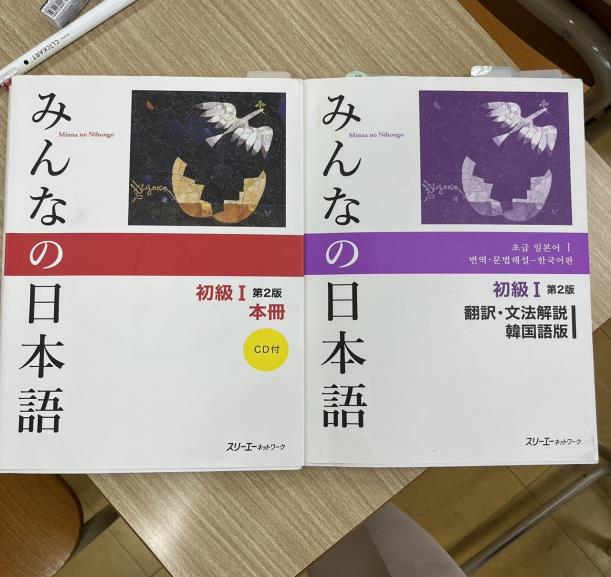 CLICKART
みんなの日本語
Minna no Nihongo
初級 I 第2版
本冊
CD付
スリーエーネットワーク
みんなの日本語
Minna no Nihongo
초급 일본어 I
번역·문법해설–한국어판
初級 I 第2版
翻訳・文法解説
韓国語版
スリーエーネットワーク